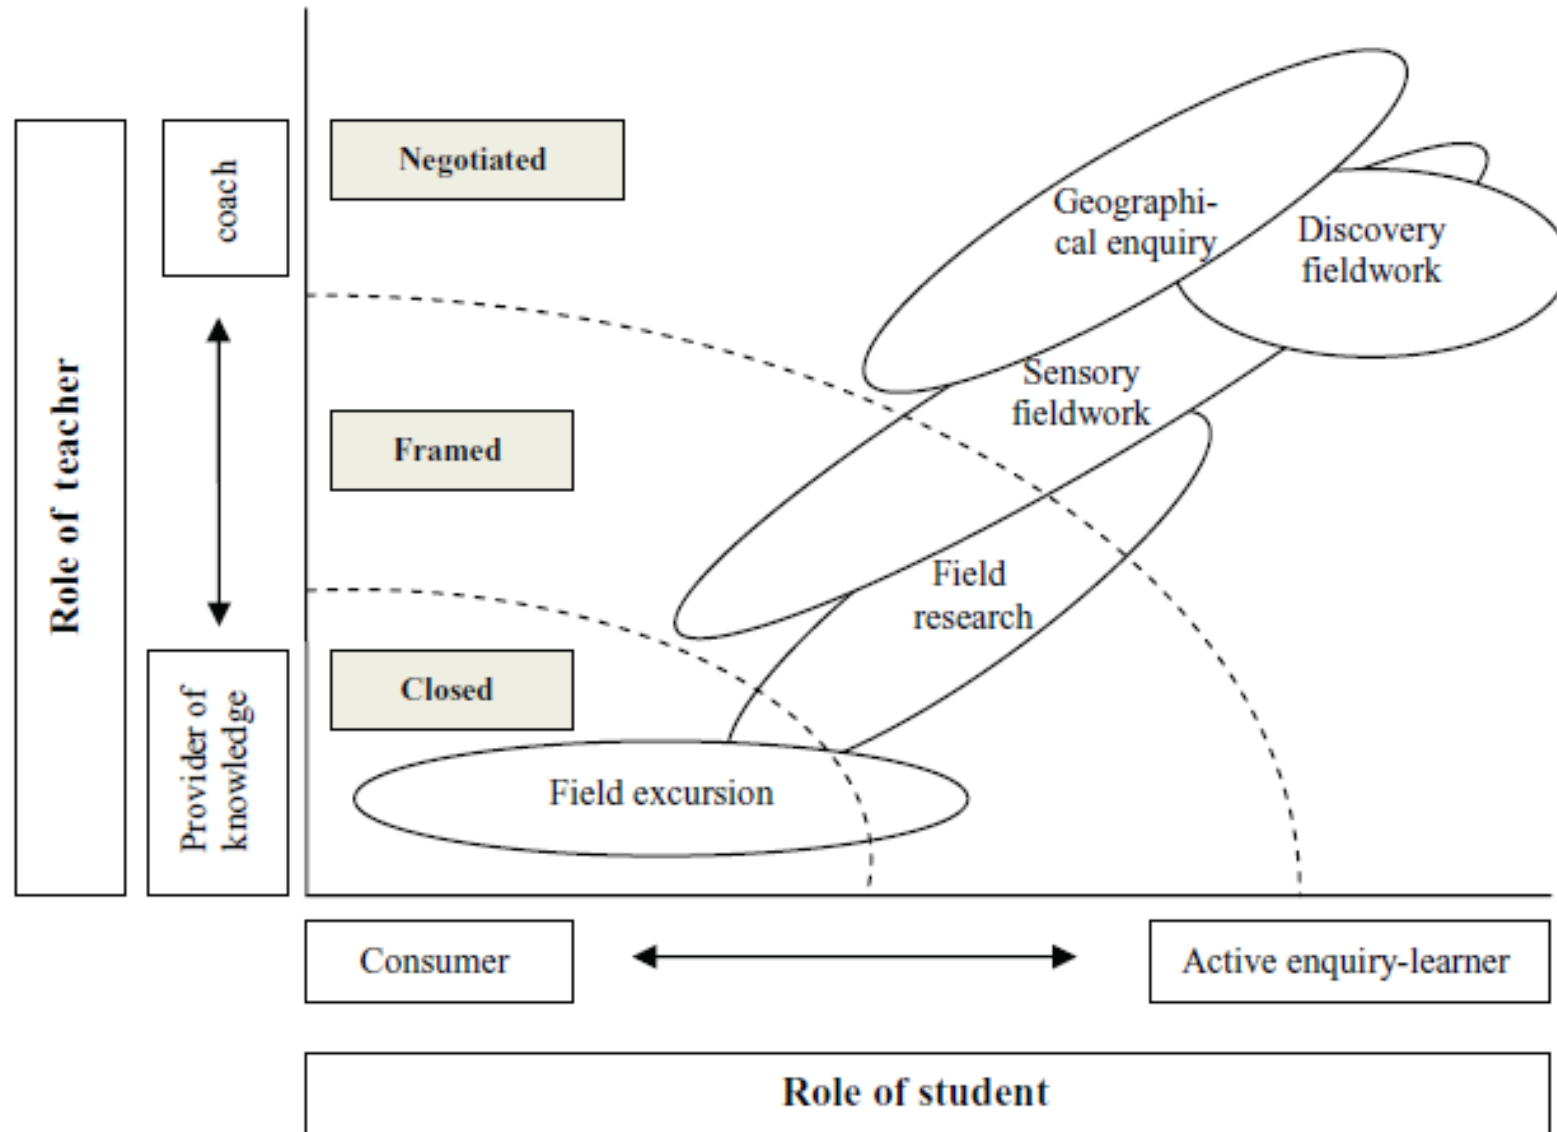 Role of teacher
coach
Provider of
knowledge
Negotiated
Framed
Closed
Geographi-
cal enquiry
Discovery
fieldwork
Sensory
fieldwork
Field
research
Field excursion
Consumer
Active enquiry-learner
Role of student